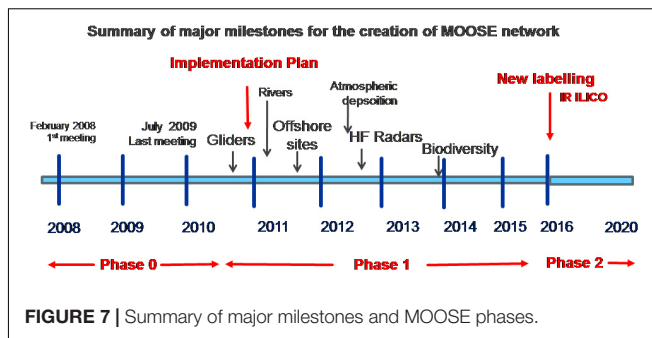 Summary of major milestones for the creation of MOOSE network
Implementation Plan
New labelling
IR ILICO
Rivers
Atmospheric
depsoition
February 2008
1st meeting
July 2009
Last meeting
Gliders
Offshore
sites
HF Radars
Biodiversity
2008 2009 2010 2011 2012 2013 2014 2015 2016 2020
Phase 0 Phase 1 Phase 2
FIGURE 7 | Summary of major milestones and MOOSE phases.